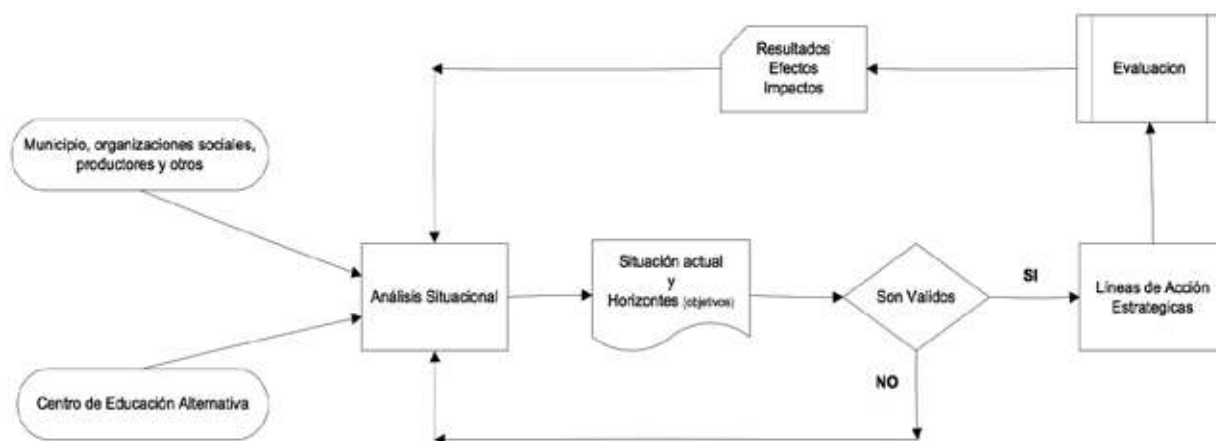 Resultados
Efectos
Impactos
Evaluacion
Municipio, organizaciones sociales,
productores y otros
Análisis Situacional
Situación actual
y
Horizontes (objetivos)
Son Validos
SI
Líneas de Acción
Estrategicas
NO
Centro de Educación Alternativa